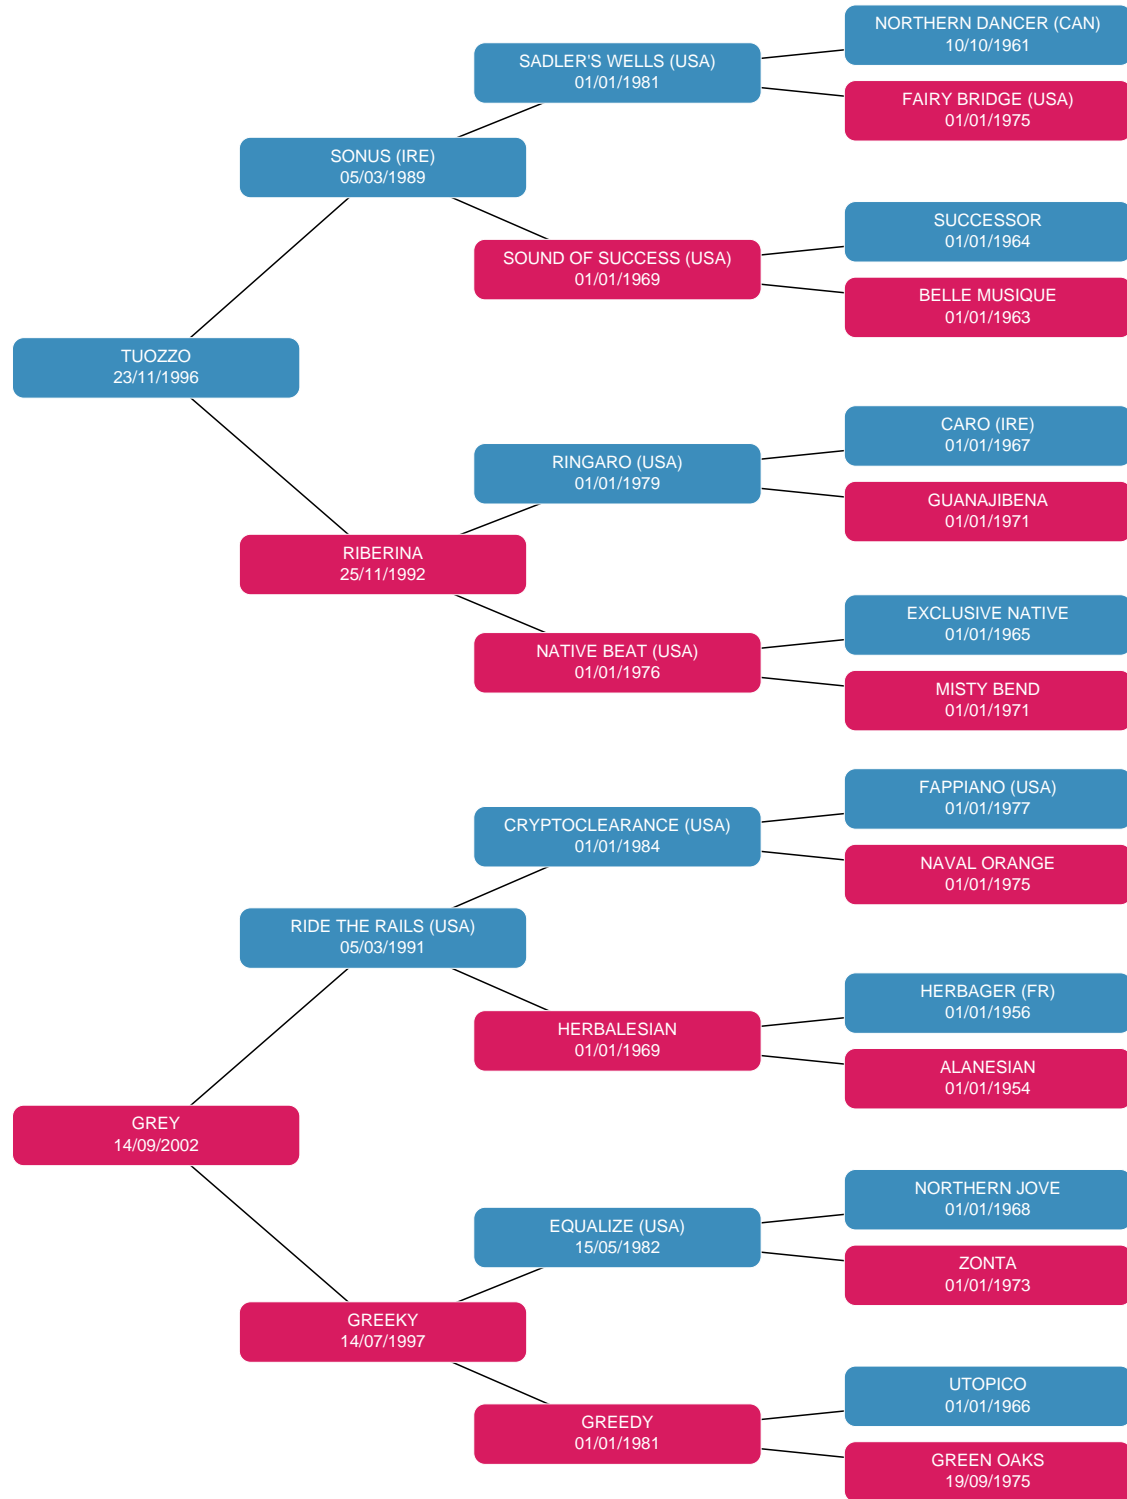 NORTHERN DANCER (CAN)
10/10/1961
SADLER'S WELLS (USA)
01/01/1981
FAIRY BRIDGE (USA)
01/01/1975
SONUS (IRE)
05/03/1989
SUCCESSOR
01/01/1964
SOUND OF SUCCESS (USA)
01/01/1969
BELLE MUSIQUE
01/01/1963
TUOZZO
23/11/1996
CARO (IRE)
01/01/1967
RINGARO (USA)
01/01/1979
GUANAJIBENA
01/01/1971
RIBERINA
25/11/1992
EXCLUSIVE NATIVE
01/01/1965
NATIVE BEAT (USA)
01/01/1976
MISTY BEND
01/01/1971
FAPPIANO (USA)
01/01/1977
CRYPTOCLEARANCE (USA)
01/01/1984
NAVAL ORANGE
01/01/1975
RIDE THE RAILS (USA)
05/03/1991
HERBAGER (FR)
01/01/1956
HERBALESIAN
01/01/1969
ALANESIAN
01/01/1954
GREY
14/09/2002
NORTHERN JOVE
01/01/1968
EQUALIZE (USA)
15/05/1982
ZONTA
01/01/1973
GREEKY
14/07/1997
UTOPICO
01/01/1966
GREEDY
01/01/1981
GREEN OAKS
19/09/1975